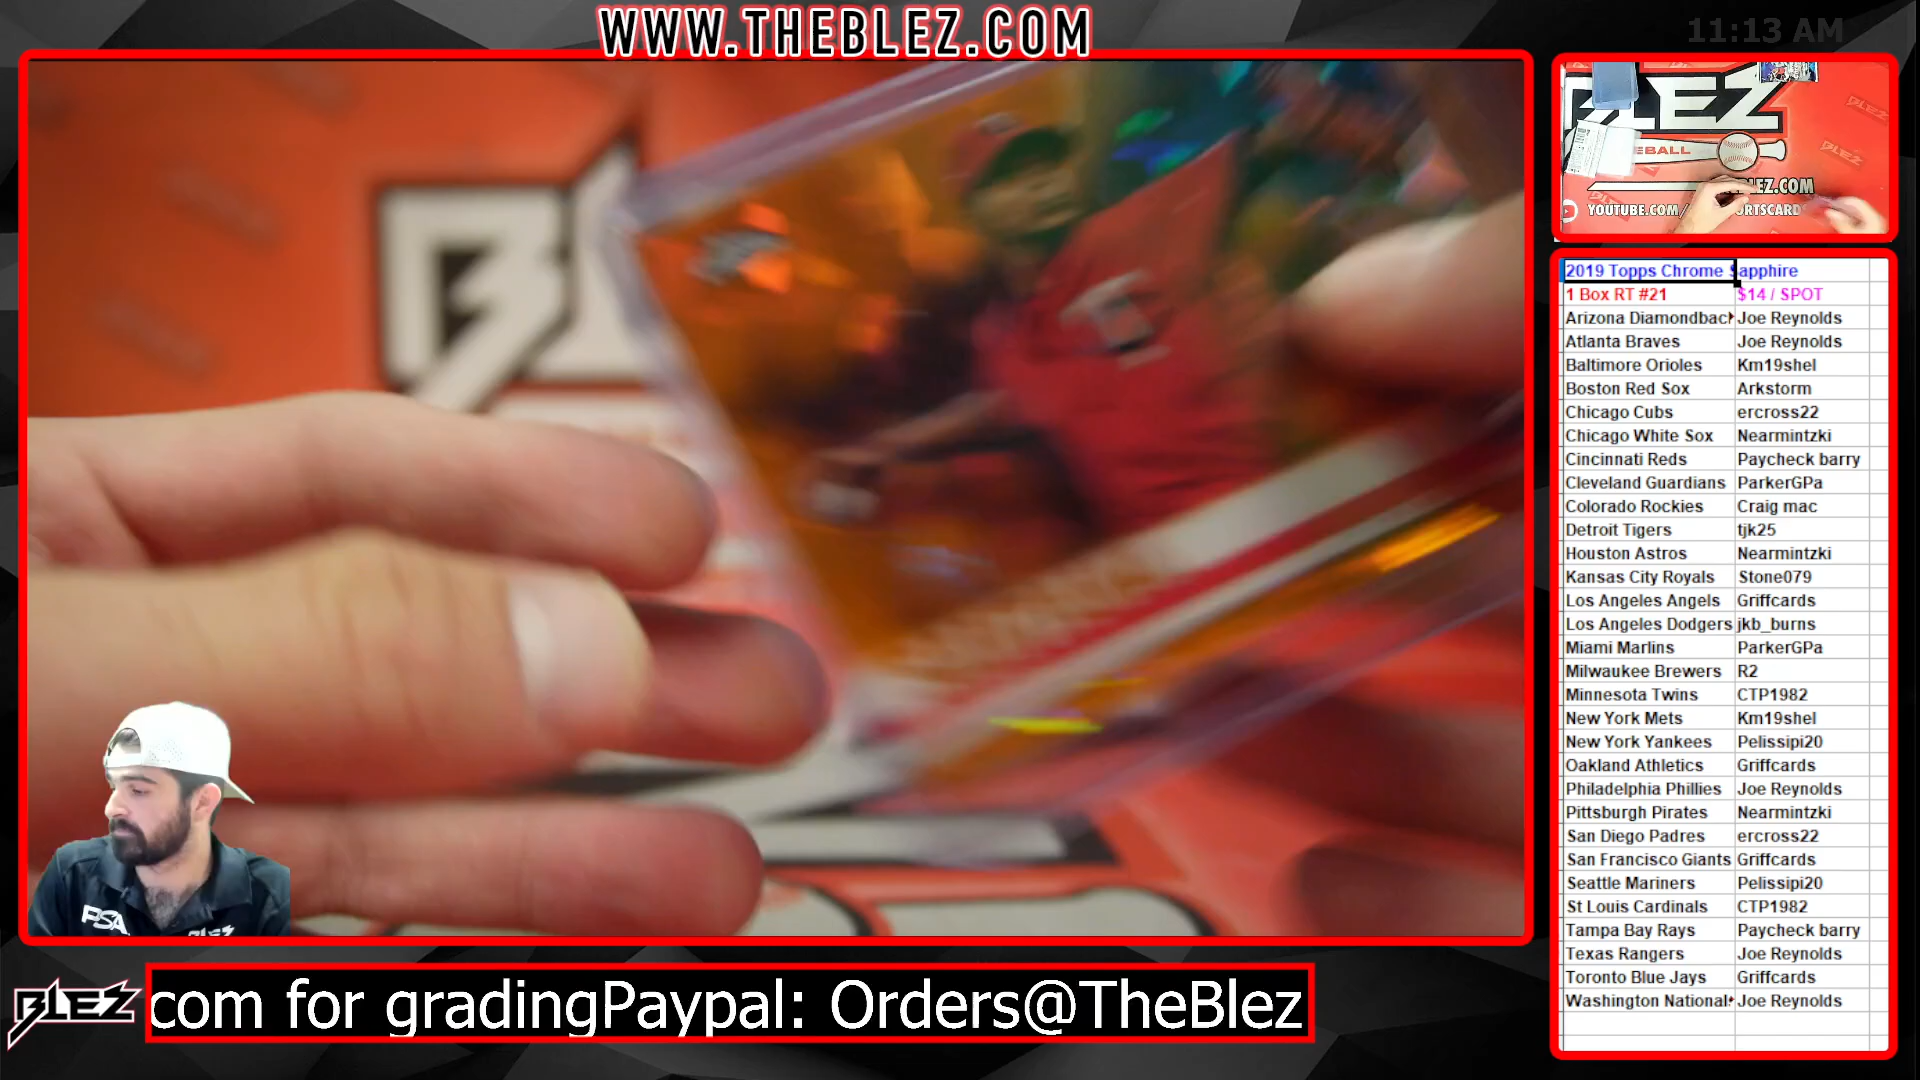 WWW.THEBLEZ.COM
11:13 AM
BLEZ
EBALL
LEZ.COM
YOUTUBE.COM/
ORTSCARD
2019 Topps Chrome Sapphire
1 Box RT #21 $14 / SPOT
Arizona Diamondback Joe Reynolds
Atlanta Braves Joe Reynolds
Baltimore Orioles Km19shel
Boston Red Sox Arkstorm
Chicago Cubs ercross22
Chicago White Sox Nearmintzki
Cincinnati Reds Paycheck barry
Cleveland Guardians ParkerGPa
Colorado Rockies Craig mac
Detroit Tigers tjk25
Houston Astros Nearmintzki
Kansas City Royals Stone079
Los Angeles Angels Griffcards
Los Angeles Dodgers jkb_burns
Miami Marlins ParkerGPa
Milwaukee Brewers R2
Minnesota Twins CTP1982
New York Mets Km19shel
New York Yankees Pelissipi20
Oakland Athletics Griffcards
Philadelphia Phillies Joe Reynolds
Pittsburgh Pirates Nearmintzki
San Diego Padres ercross22
San Francisco Giants Griffcards
Seattle Mariners Pelissipi20
St Louis Cardinals CTP1982
Tampa Bay Rays Paycheck barry
Texas Rangers Joe Reynolds
Toronto Blue Jays Griffcards
Washington National Joe Reynolds
PSA
BLEZ
BLEZ
com for gradingPaypal: Orders@TheBlez